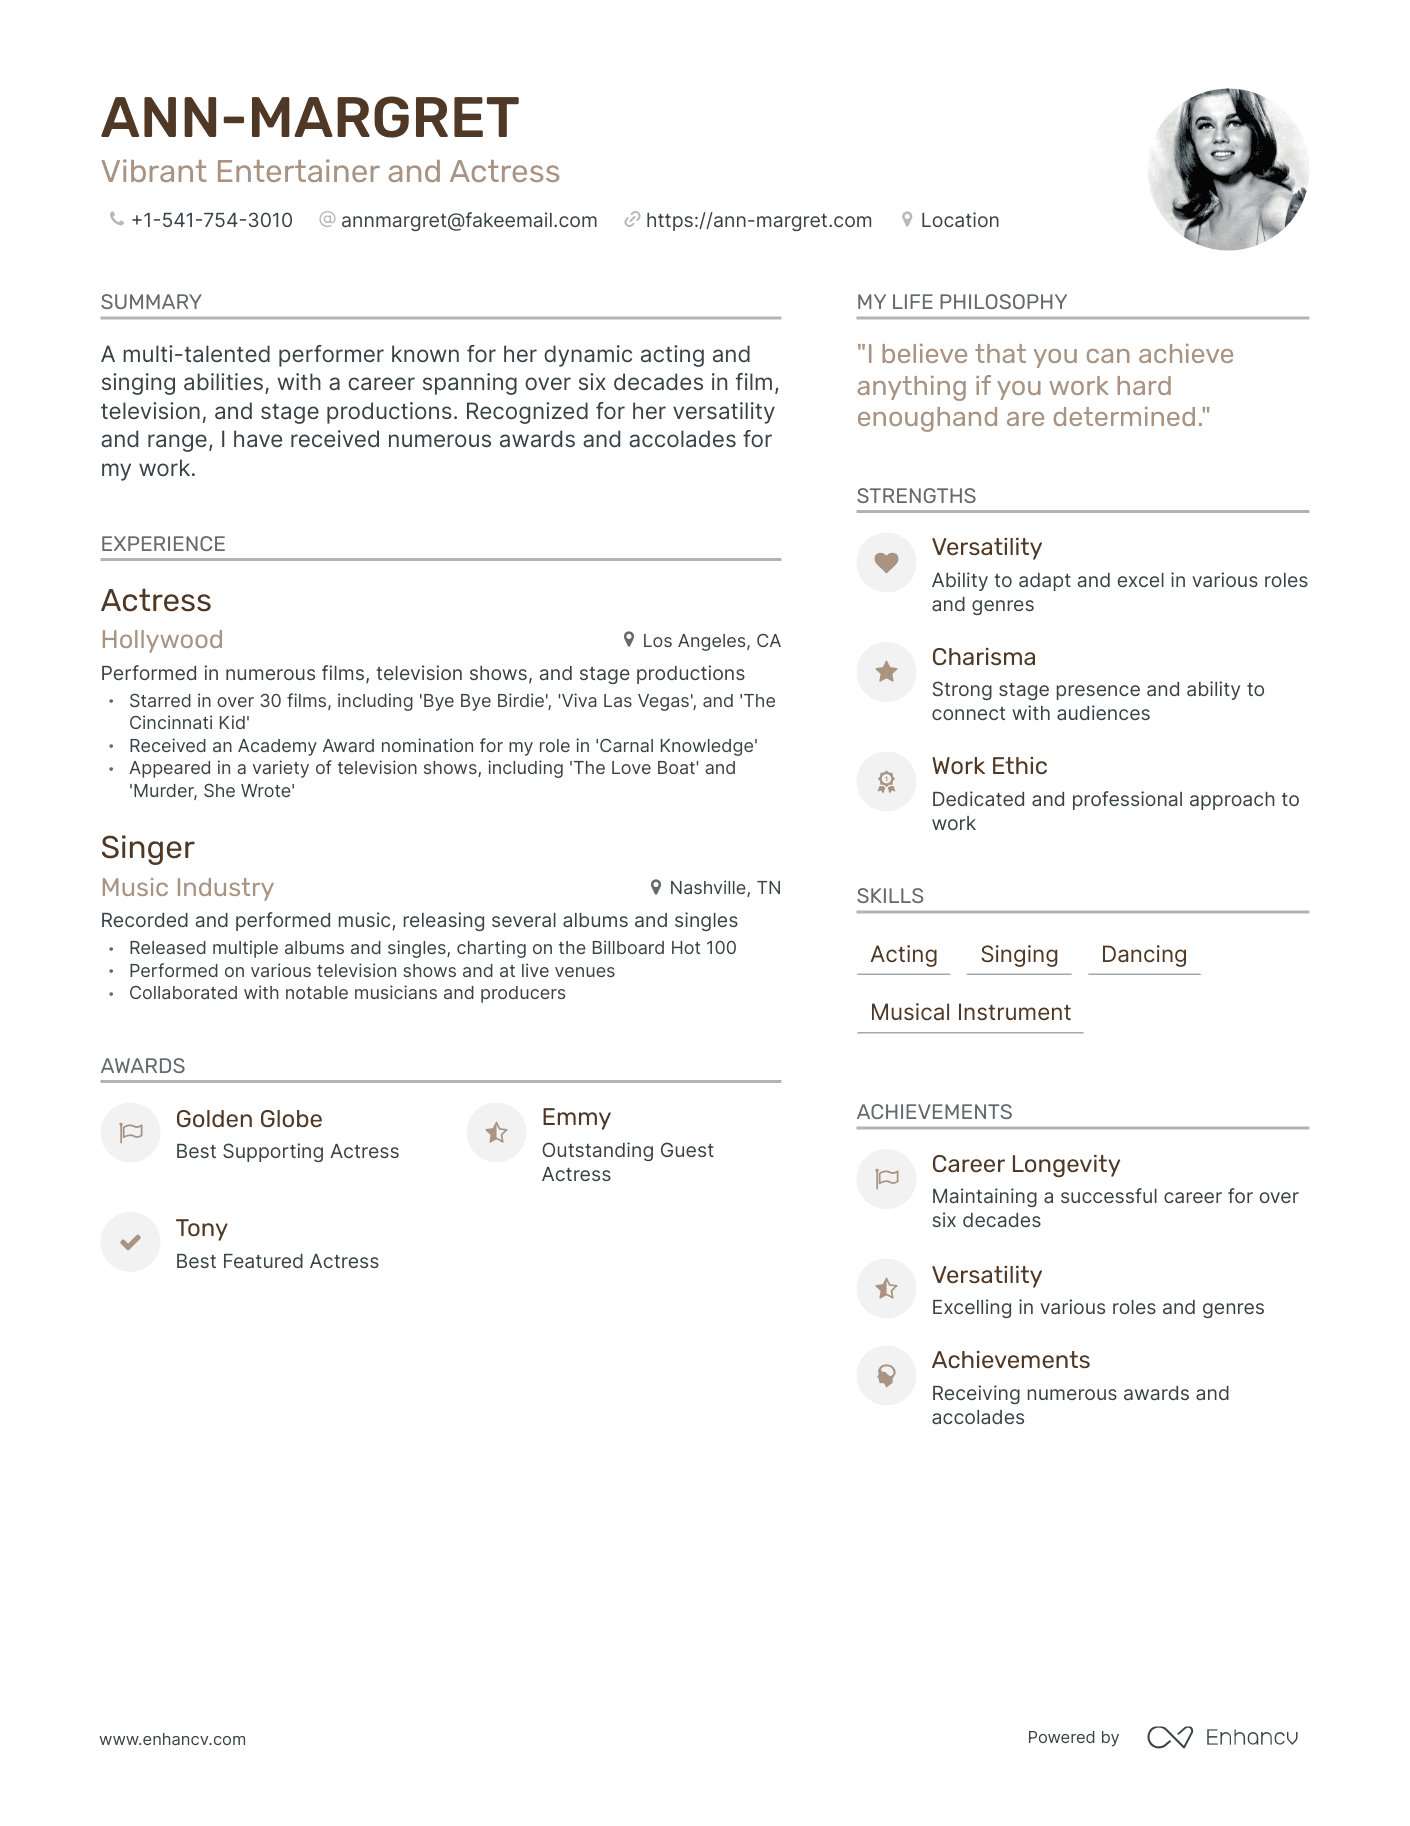 ANN-MARGRET
Vibrant Entertainer and Actress
+1-541-754-3010 annmargret@fakeemail.com https://ann-margret.com Location
SUMMARY
A multi-talented performer known for her dynamic acting and
singing abilities, with a career spanning over six decades in film,
television, and stage productions. Recognized for her versatility
and range, I have received numerous awards and accolades for
my work.
EXPERIENCE
Actress
Hollywood Los Angeles, CA
Performed in numerous films, television shows, and stage productions
• Starred in over 30 films, including 'Bye Bye Birdie', 'Viva Las Vegas', and 'The
Cincinnati Kid'
• Received an Academy Award nomination for my role in 'Carnal Knowledge'
• Appeared in a variety of television shows, including 'The Love Boat' and
'Murder, She Wrote'
Singer
Music Industry Nashville, TN
Recorded and performed music, releasing several albums and singles
• Released multiple albums and singles, charting on the Billboard Hot 100
• Performed on various television shows and at live venues
• Collaborated with notable musicians and producers
AWARDS
Golden Globe
Best Supporting Actress
Emmy
Outstanding Guest
Actress
Tony
Best Featured Actress
MY LIFE PHILOSOPHY
"I believe that you can achieve
anything if you work hard
enoughand are determined."
STRENGTHS
Versatility
Ability to adapt and excel in various roles
and genres
Charisma
Strong stage presence and ability to
connect with audiences
Work Ethic
Dedicated and professional approach to
work
SKILLS
Acting Singing Dancing
Musical Instrument
ACHIEVEMENTS
Career Longevity
Maintaining a successful career for over
six decades
Versatility
Excelling in various roles and genres
Achievements
Receiving numerous awards and
accolades
www.enhancv.com Powered by Enhancv